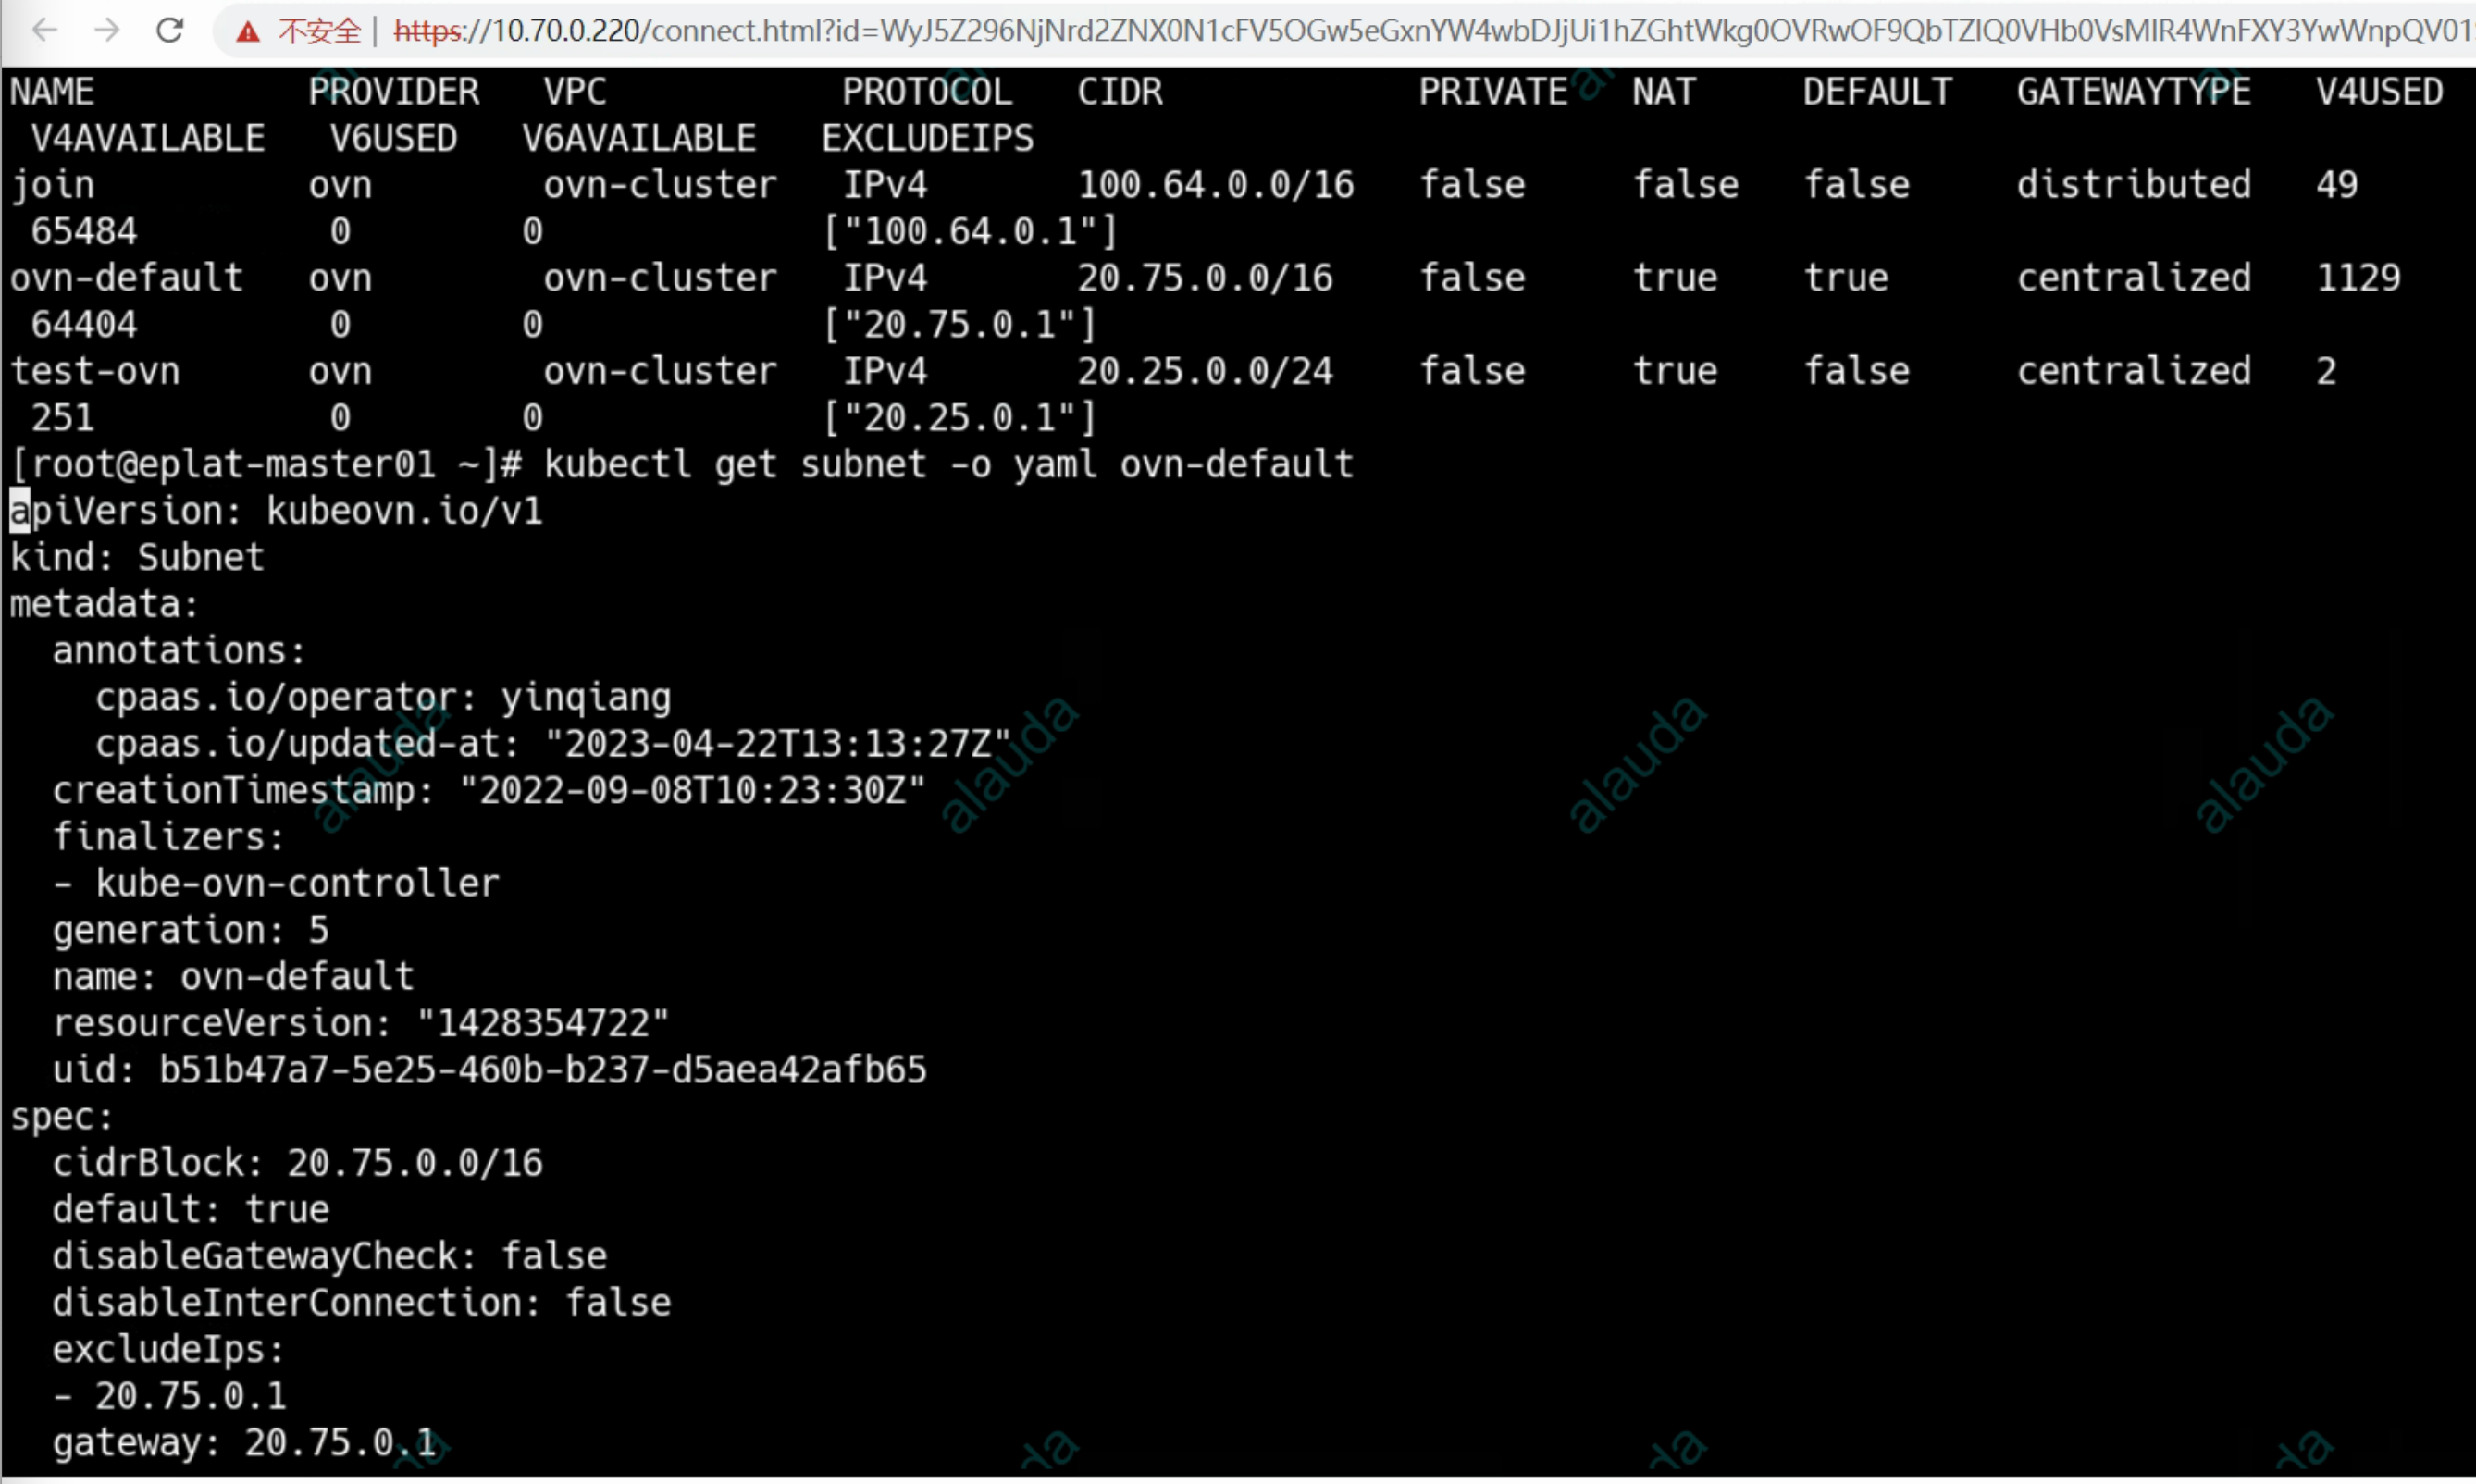 不安全 | https://10.70.0.220/connect.html?id=WyJ5Z296NjNrd2ZNX0N1cFV5OGw5eGxnYW4wbDJjUi1hZGhtWkg0OVRwOF9QbTZIQ0VHb0VsMlR4WnFXY3YwWnpQV01
NAME PROVIDER VPC PROTOCOL CIDR PRIVATE NAT DEFAULT GATEWAYTYPE V4USED
V4AVAILABLE V6USED V6AVAILABLE EXCLUDEIPS
join ovn ovn-cluster IPv4 100.64.0.0/16 false false false distributed 49
65484 0 0 ["100.64.0.1"]
ovn-default ovn ovn-cluster IPv4 20.75.0.0/16 false true true centralized 1129
64404 0 0 ["20.75.0.1"]
test-ovn ovn ovn-cluster IPv4 20.25.0.0/24 false true false centralized 2
251 0 0 ["20.25.0.1"]
[root@eplat-master01 ~]# kubectl get subnet -o yaml ovn-default
apiVersion: kubeovn.io/v1
kind: Subnet
metadata:
  annotations:
    cpaas.io/operator: yinqiang
    cpaas.io/updated-at: "2023-04-22T13:13:27Z"
  creationTimestamp: "2022-09-08T10:23:30Z"
  finalizers:
  - kube-ovn-controller
  generation: 5
  name: ovn-default
  resourceVersion: "1428354722"
  uid: b51b47a7-5e25-460b-b237-d5aea42afb65
spec:
  cidrBlock: 20.75.0.0/16
  default: true
  disableGatewayCheck: false
  disableInterConnection: false
  excludeIps:
  - 20.75.0.1
  gateway: 20.75.0.1
alauda
alauda
alauda
alauda